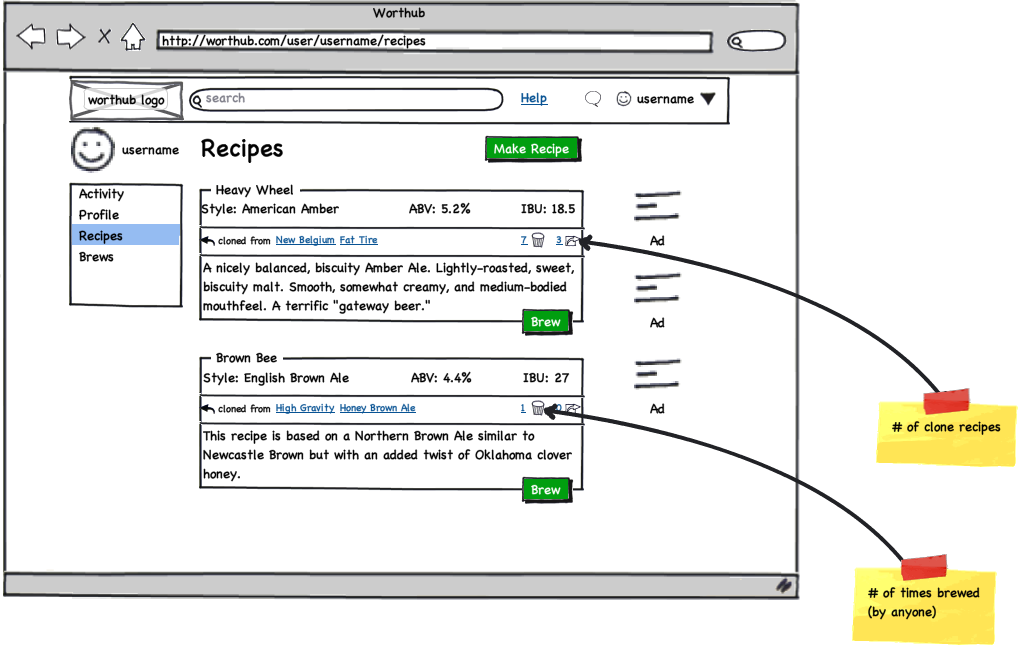 Worthub
http://worthub.com/user/username/recipes
worthub logo
search
Help
username
username
Recipes
Make Recipe
Activity
Profile
Recipes
Brews
Heavy Wheel
Style: American Amber ABV: 5.2% IBU: 18.5
cloned from New Belgium Fat Tire 7 3
A nicely balanced, biscuity Amber Ale. Lightly-roasted, sweet,
biscuity malt. Smooth, somewhat creamy, and medium-bodied
mouthfeel. A terrific "gateway beer."
Brew
Ad
Ad
Brown Bee
Style: English Brown Ale ABV: 4.4% IBU: 27
cloned from High Gravity Honey Brown Ale 1
This recipe is based on a Northern Brown Ale similar to
Newcastle Brown but with an added twist of Oklahoma clover
honey.
Brew
Ad
# of clone recipes
# of times brewed
(by anyone)